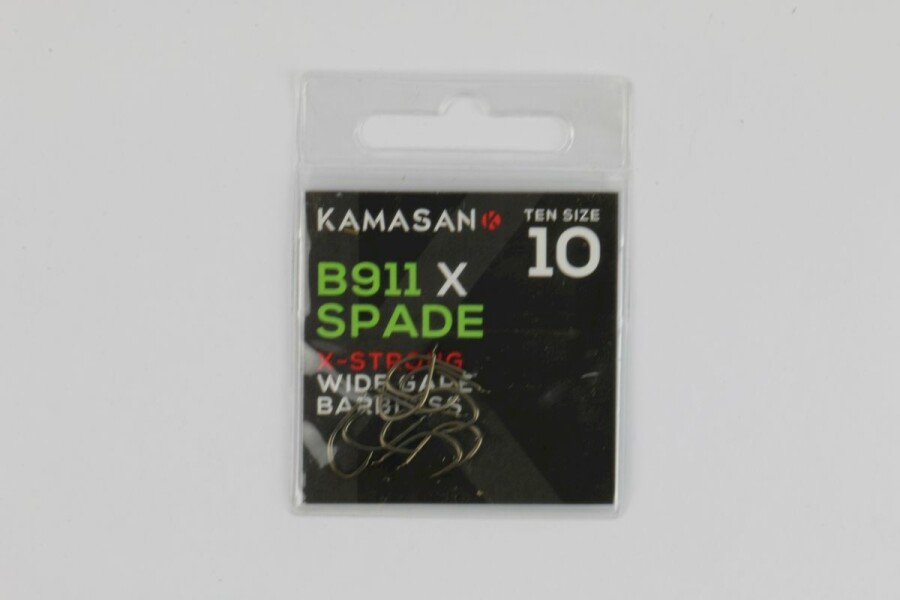 KAMASAN
TEN SIZE
10
B911 X
SPADE
X-STRONG
WIDE GAPE
BARBLESS